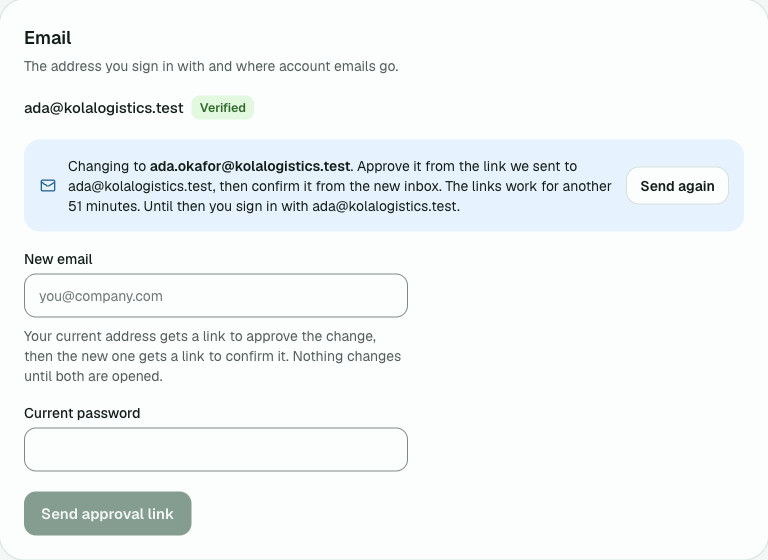 Email
The address you sign in with and where account emails go.
ada@kolalogistics.test Verified
Changing to ada.okafor@kolalogistics.test. Approve it from the link we sent to
ada@kolalogistics.test, then confirm it from the new inbox. The links work for another
51 minutes. Until then you sign in with ada@kolalogistics.test.
Send again
New email
you@company.com
Your current address gets a link to approve the change,
then the new one gets a link to confirm it. Nothing changes
until both are opened.
Current password
Send approval link